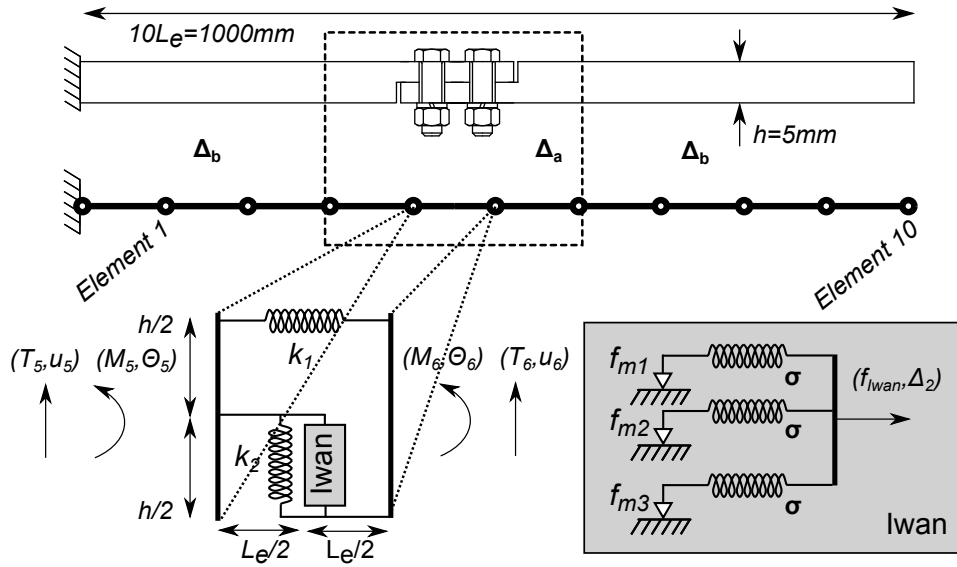 10Lₑ=1000mm
h=5mm
Δb Δa Δb
Element 1
Element 10
h/2
k₁
(T₅,u₅) (M₅,Θ₅) (M₆,Θ₆) (T₆,u₆)
k₂
Iwan
h/2
Lₑ/2 Lₑ/2
fm1
σ
(fIwan,Δ₂)
fm2
σ
fm3
σ
Iwan